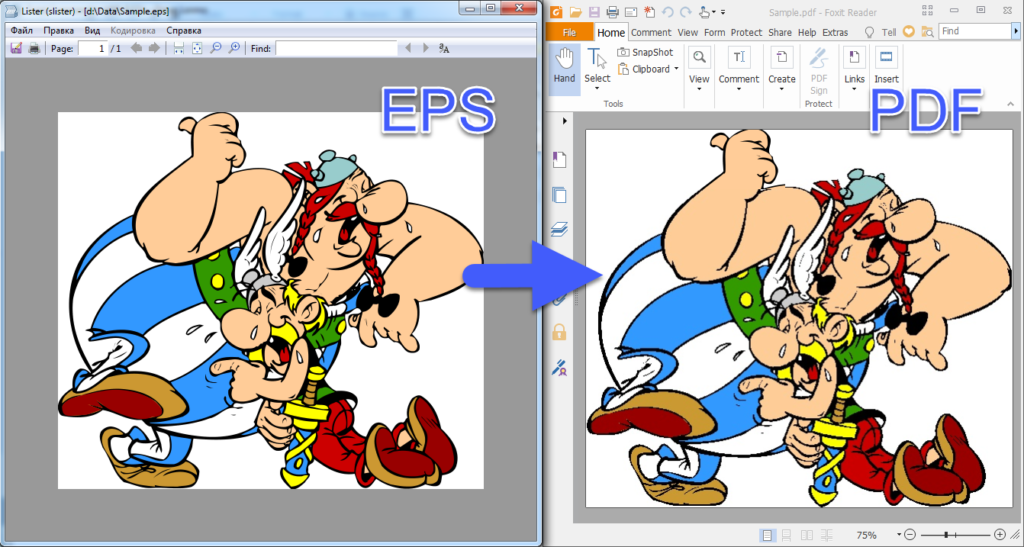 Lister (slister) - [d:\Data\Sample.eps]
Файл Правка Вид Кодировка Справка
Page: 1 /1 Find:
EPS
Sample.pdf - Foxit Reader
File Home Comment View Form Protect Share Help Extras Tell Find
Hand Select SnapShot Clipboard View Comment Create PDF Sign Links Insert
Tools Protect
PDF
75%